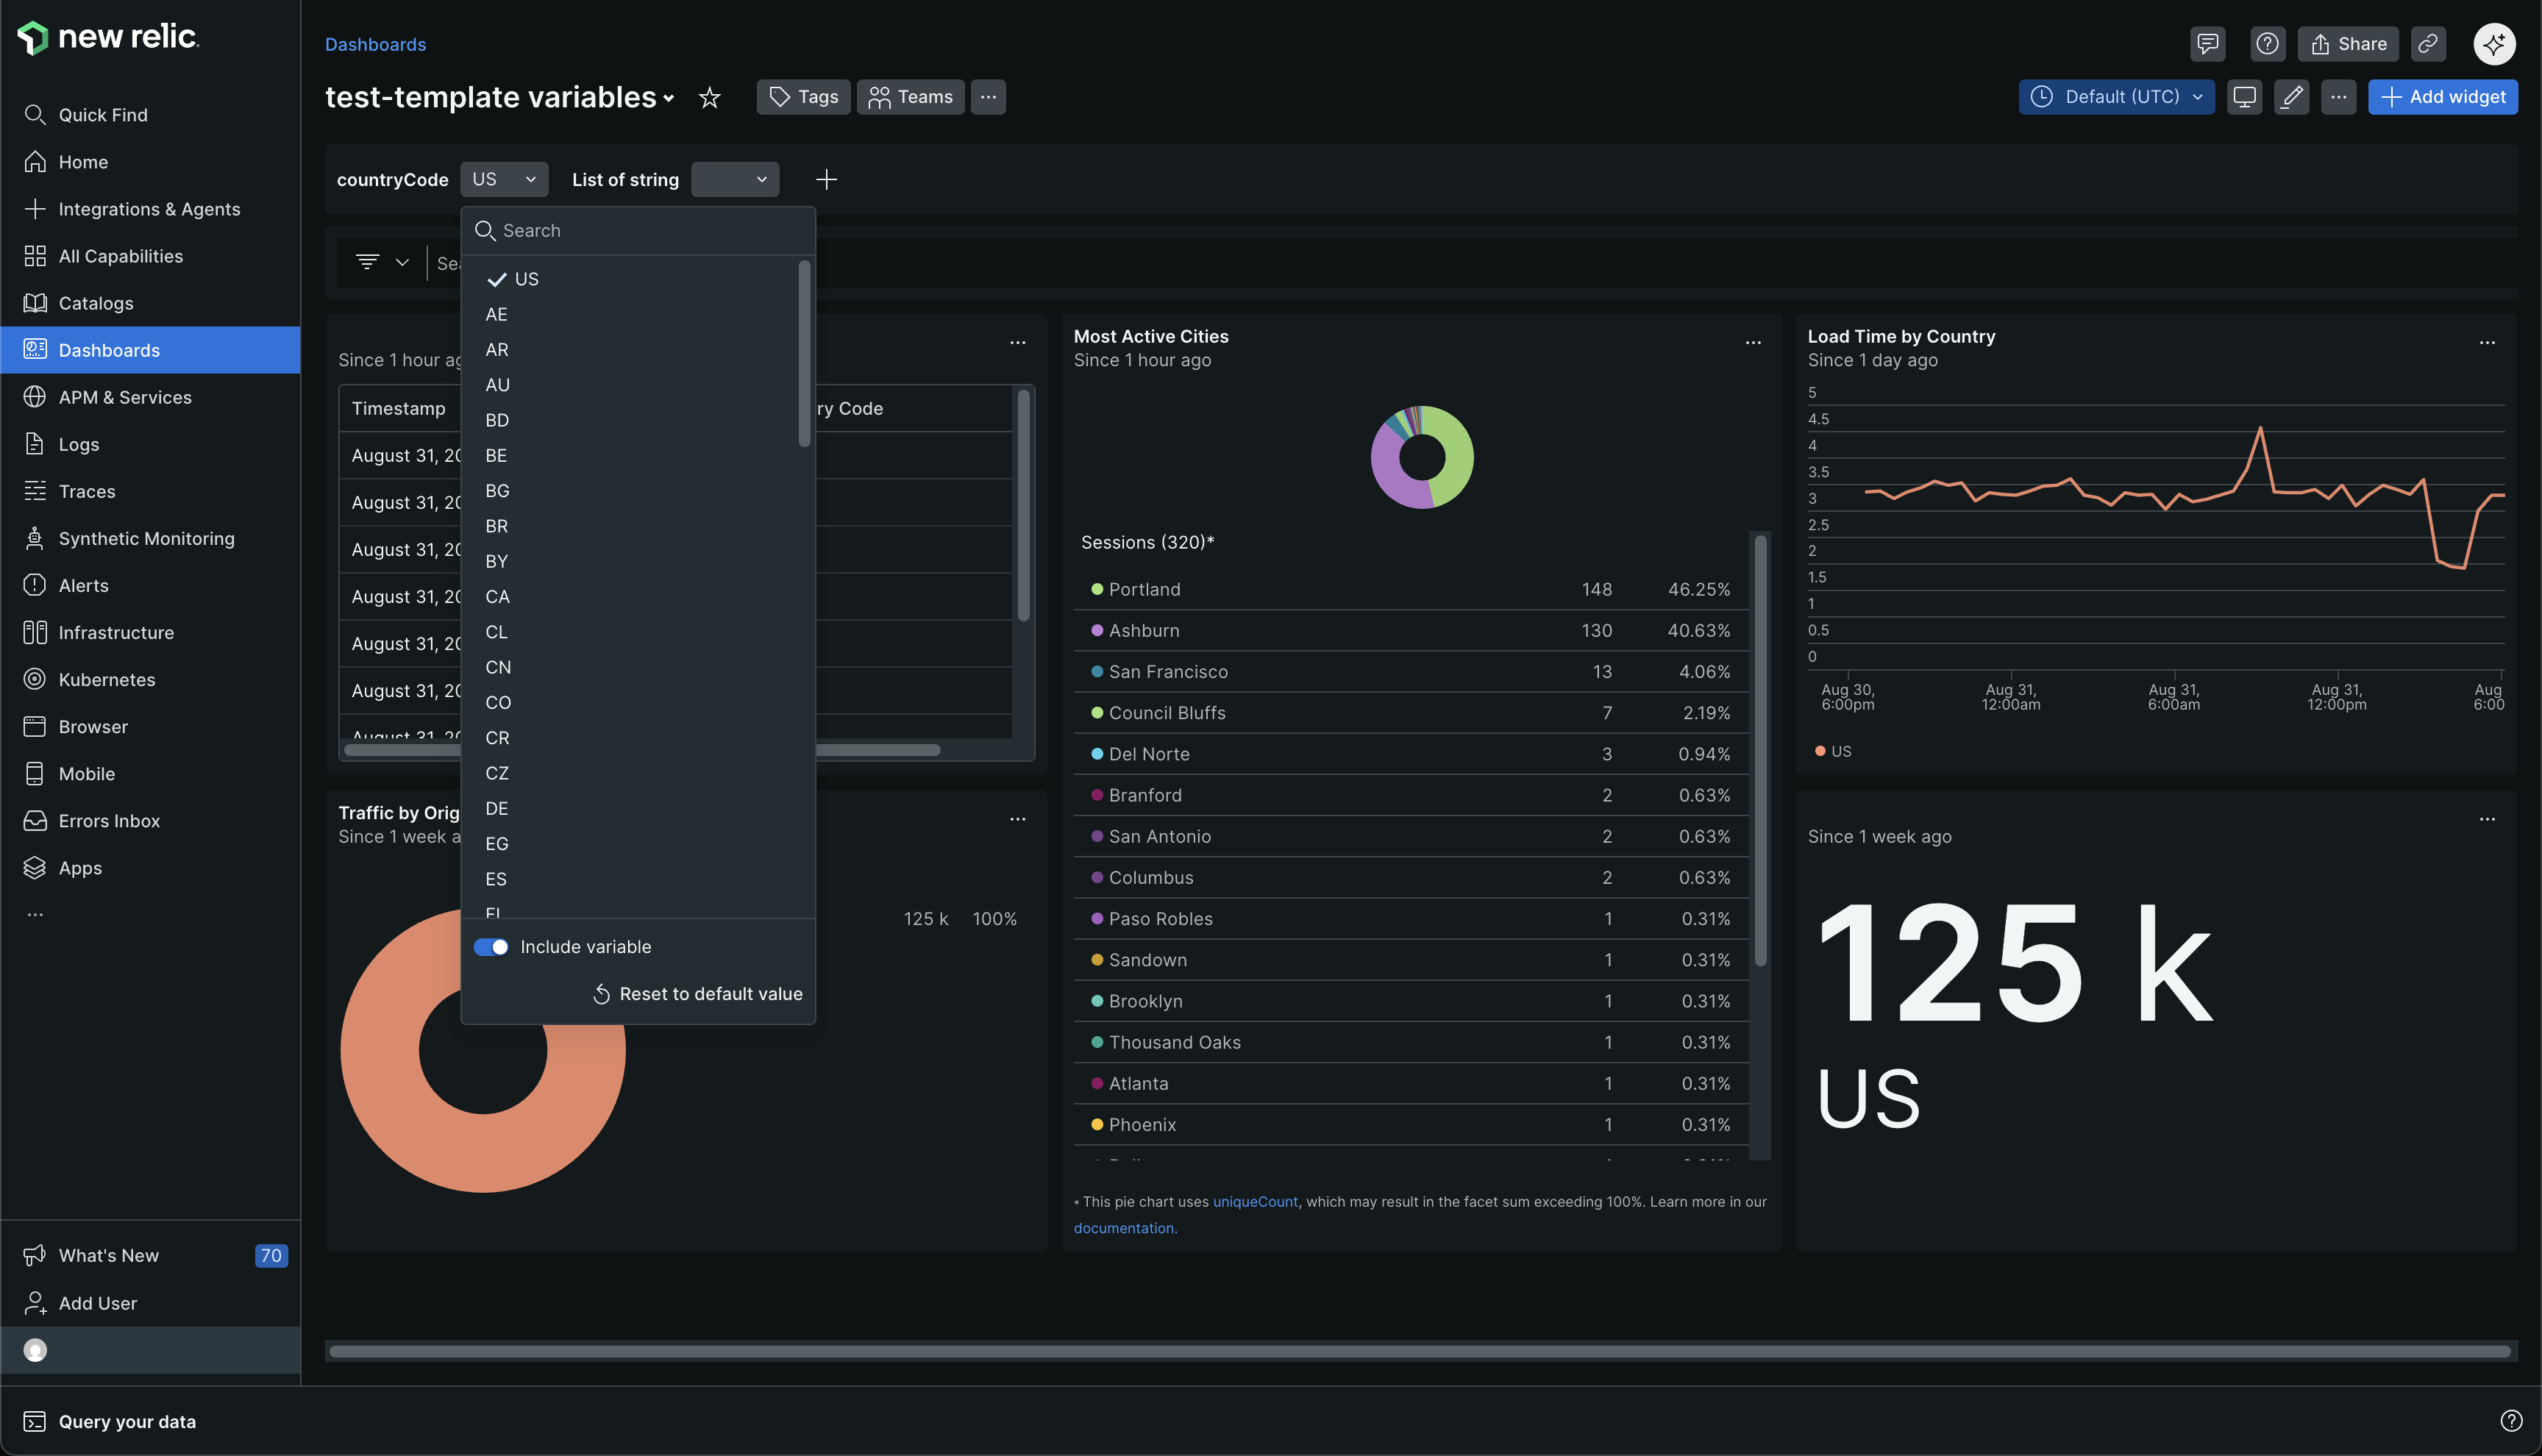 new relic
Quick Find
Home
Integrations & Agents
All Capabilities
Catalogs
Dashboards
APM & Services
Logs
Traces
Synthetic Monitoring
Alerts
Infrastructure
Kubernetes
Browser
Mobile
Errors Inbox
Apps
...
What's New 70
Add User
Dashboards
Share
test-template variables
Tags
Teams
...
Default (UTC)
...
Add widget
countryCode US
List of string
Search
US
AE
AR
AU
BD
BE
BG
BR
BY
CA
CL
CN
CO
CR
CZ
DE
EG
ES
Include variable
Reset to default value
Since 1 hour
Timestamp
Code
August 31,
August 31,
August 31,
August 31,
August 31,
August 31,
August 31,
Traffic by
Since 1 week
125 k 100%
Most Active Cities
Since 1 hour ago
Sessions (320)*
Portland 148 46.25%
Ashburn 130 40.63%
San Francisco 13 4.06%
Council Bluffs 7 2.19%
Del Norte 3 0.94%
Branford 2 0.63%
San Antonio 2 0.63%
Columbus 2 0.63%
Paso Robles 1 0.31%
Sandown 1 0.31%
Brooklyn 1 0.31%
Thousand Oaks 1 0.31%
Atlanta 1 0.31%
Phoenix 1 0.31%
* This pie chart uses uniqueCount, which may result in the facet sum exceeding 100%. Learn more in our
documentation.
Load Time by Country
Since 1 day ago
5
4.5
4
3.5
3
2.5
2
1.5
1
0.5
0
Aug 30,
6:00pm
Aug 31,
12:00am
Aug 31,
6:00am
Aug 31,
12:00pm
Aug
6:00
US
Since 1 week ago
125 k
US
Query your data